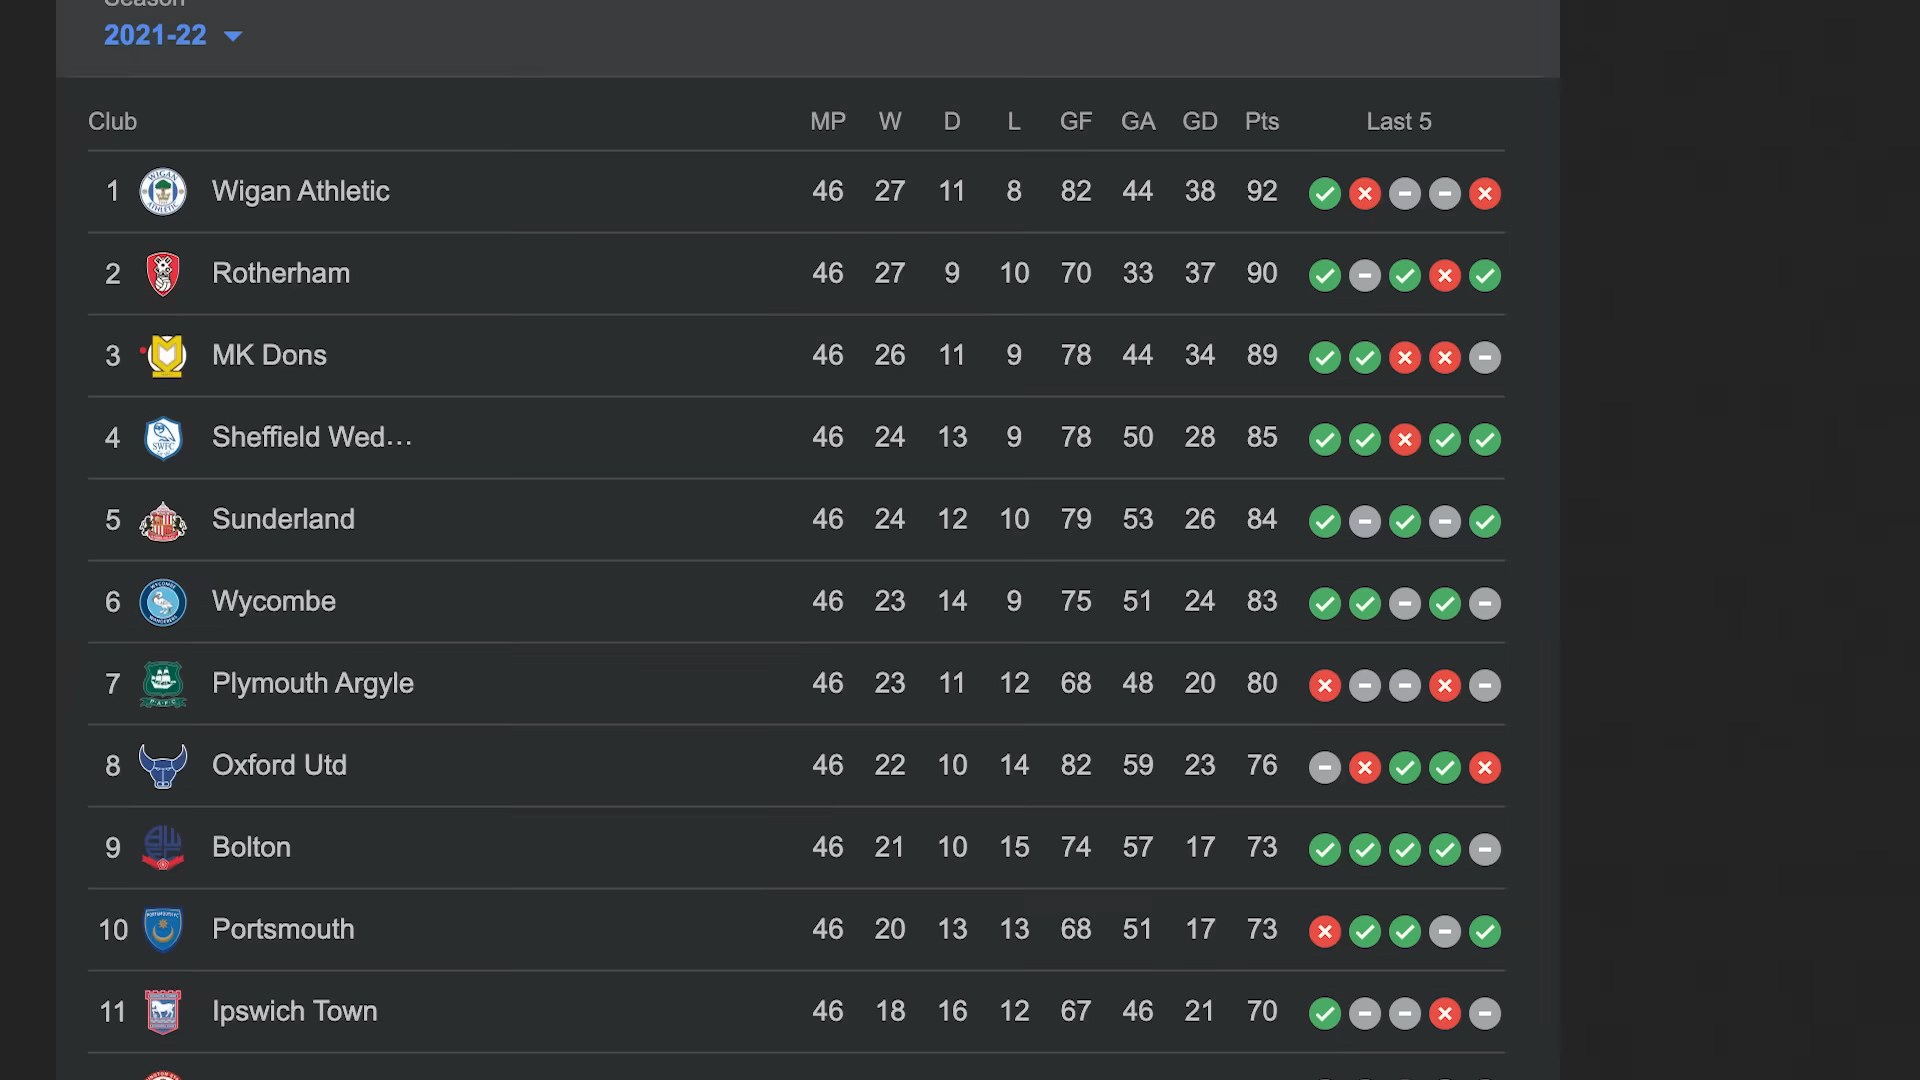 Season
2021-22
Club MP W D L GF GA GD Pts Last 5
1 Wigan Athletic 46 27 11 8 82 44 38 92
2 Rotherham 46 27 9 10 70 33 37 90
3 MK Dons 46 26 11 9 78 44 34 89
4 Sheffield Wed... 46 24 13 9 78 50 28 85
5 Sunderland 46 24 12 10 79 53 26 84
6 Wycombe 46 23 14 9 75 51 24 83
7 Plymouth Argyle 46 23 11 12 68 48 20 80
8 Oxford Utd 46 22 10 14 82 59 23 76
9 Bolton 46 21 10 15 74 57 17 73
10 Portsmouth 46 20 13 13 68 51 17 73
11 Ipswich Town 46 18 16 12 67 46 21 70